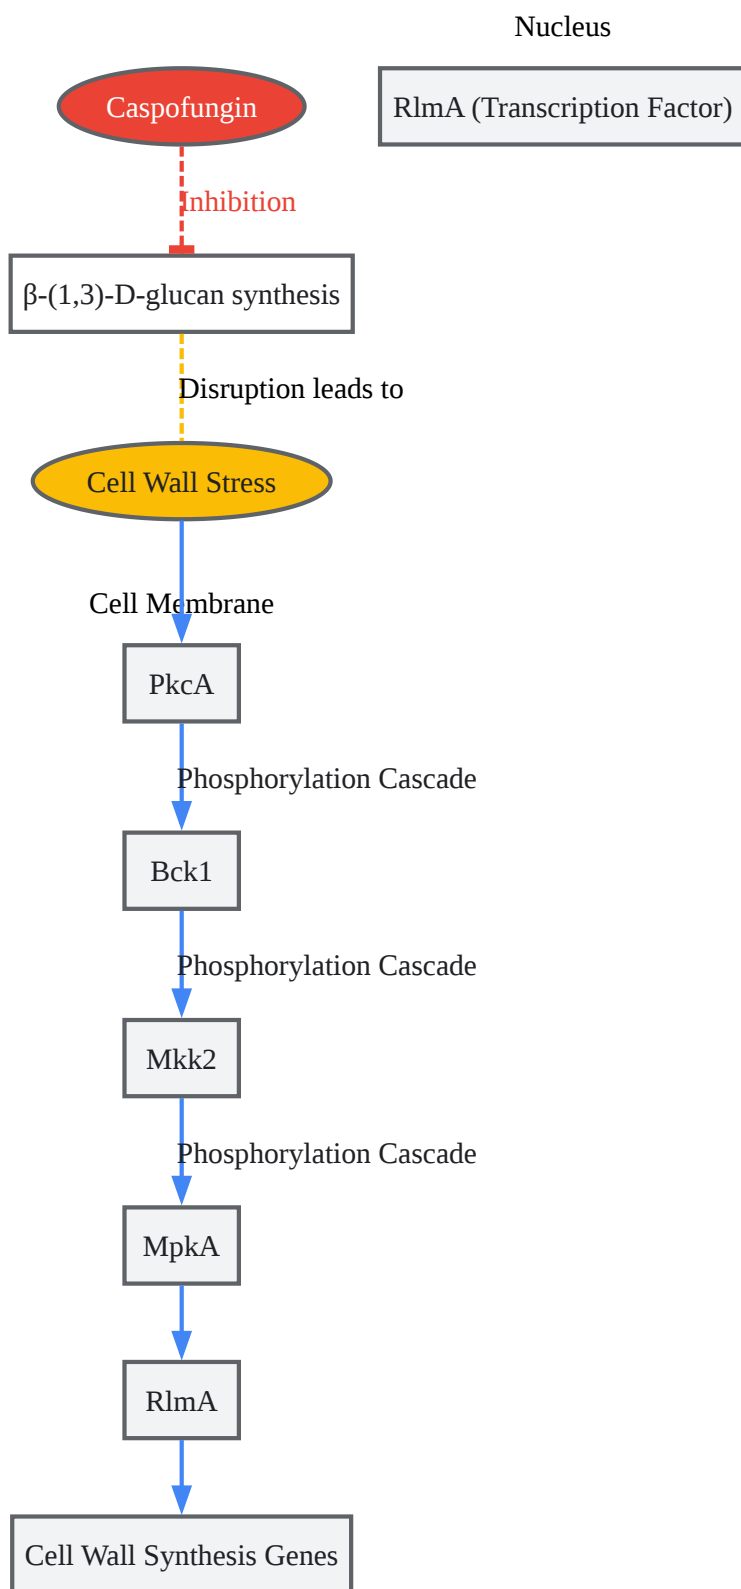 Nucleus
Caspofungin
RlmA (Transcription Factor)
Inhibition
β-(1,3)-D-glucan synthesis
Disruption leads to
Cell Wall Stress
Cell Membrane
PkcA
Phosphorylation Cascade
Bck1
Phosphorylation Cascade
Mkk2
Phosphorylation Cascade
MpkA
RlmA
Cell Wall Synthesis Genes